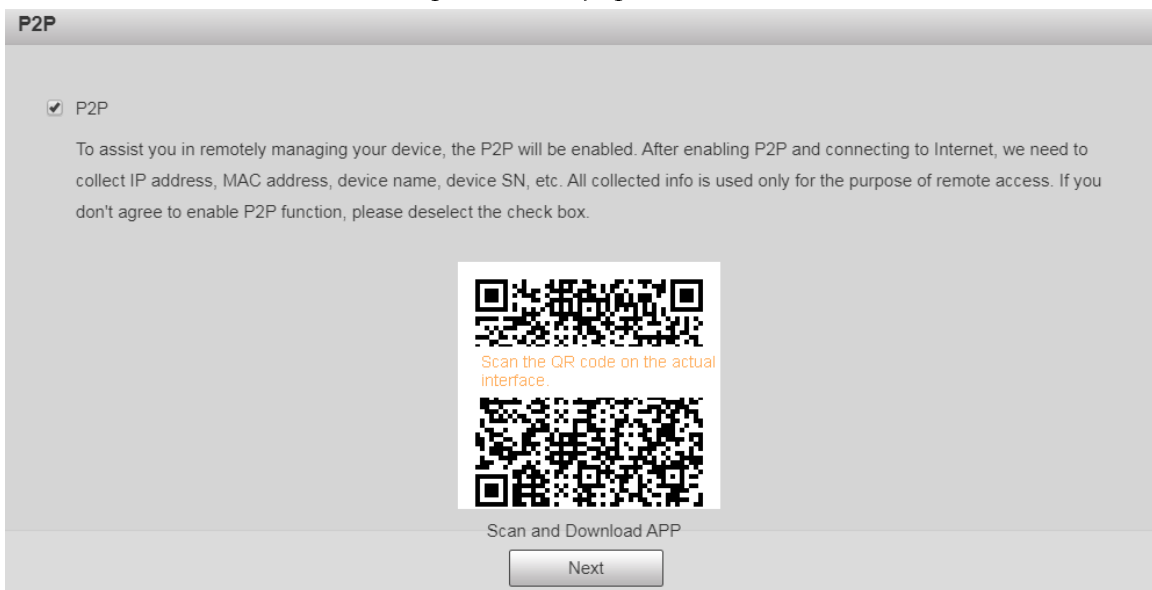 P2P
P2P
To assist you in remotely managing your device, the P2P will be enabled. After enabling P2P and connecting to Internet, we need to
collect IP address, MAC address, device name, device SN, etc. All collected info is used only for the purpose of remote access. If you
don't agree to enable P2P function, please deselect the check box.
Scan the QR code on the actual
interface.
Scan and Download APP
Next